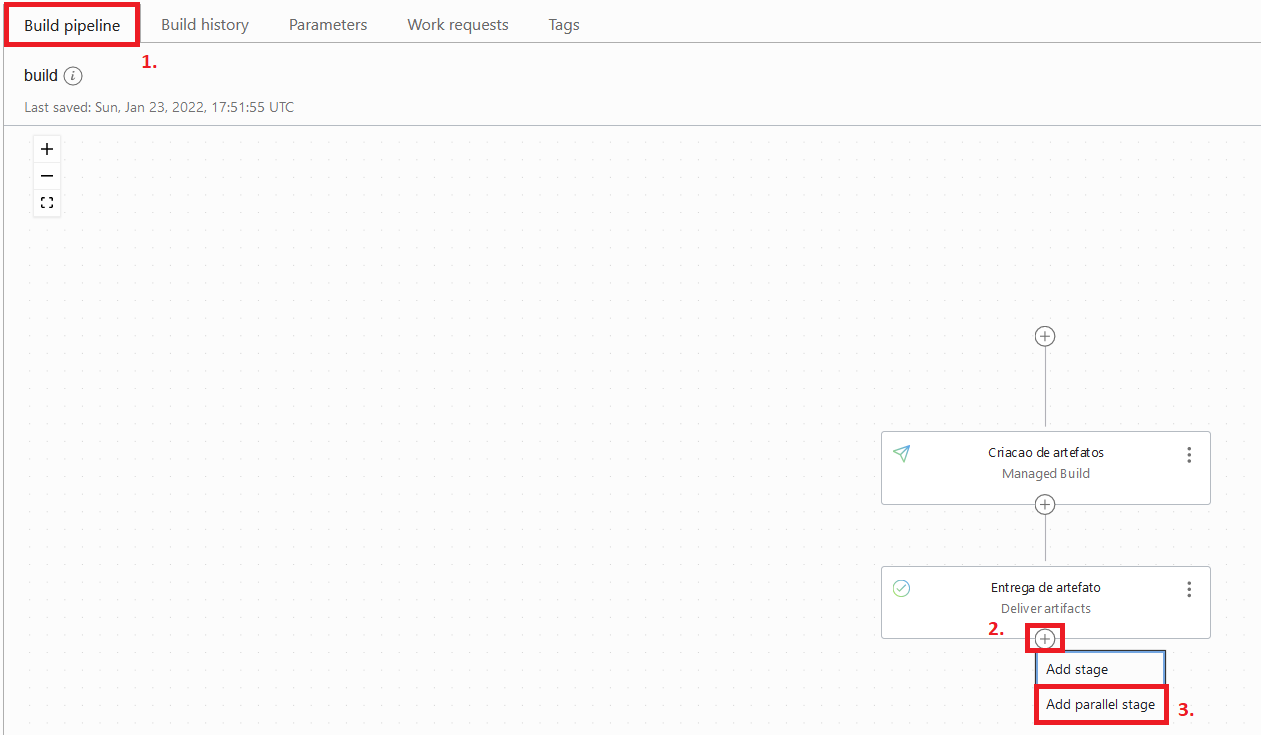 Build pipeline Build history Parameters Work requests Tags
1.
build i
Last saved: Sun, Jan 23, 2022, 17:51:55 UTC
Criacao de artefatos
Managed Build
Entrega de artefato
Deliver artifacts
2.
Add stage
Add parallel stage 3.